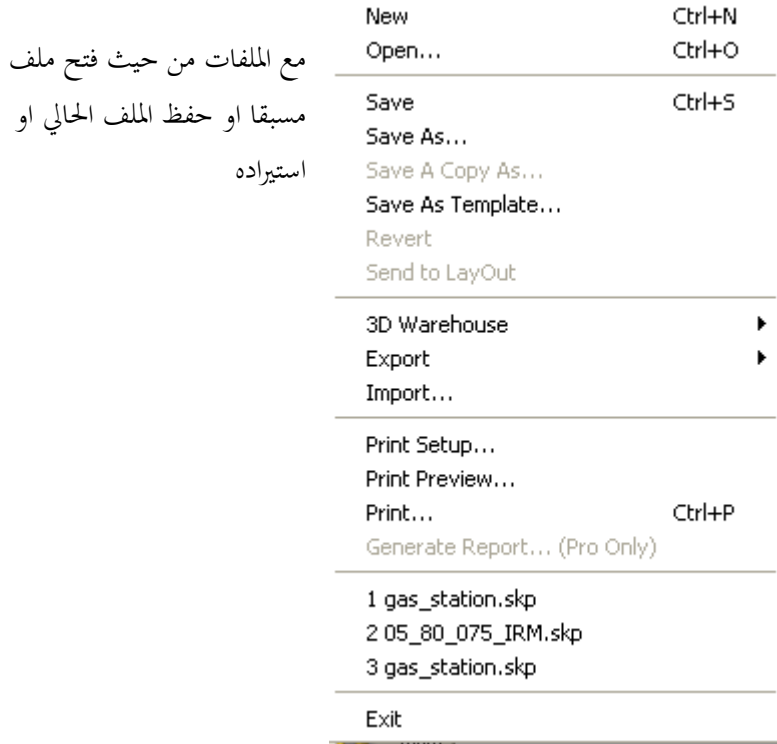 مع الملفات من حيث فتح ملف
مسبقا او حفظ الملف الحالي او
استيراده
New Ctrl+N
Open... Ctrl+O
Save Ctrl+S
Save As...
Save A Copy As...
Save As Template...
Revert
Send to LayOut
3D Warehouse
Export
Import...
Print Setup...
Print Preview...
Print... Ctrl+P
Generate Report... (Pro Only)
1 gas_station.skp
2 05_80_075_IRM.skp
3 gas_station.skp
Exit